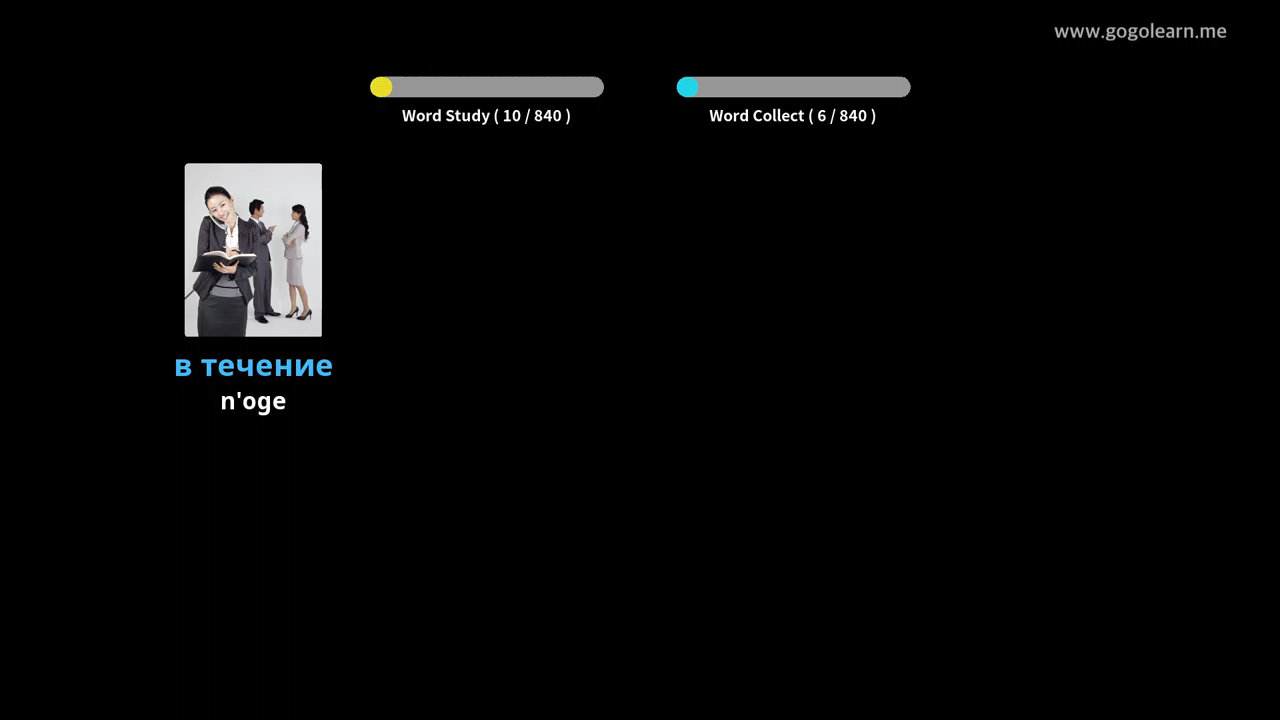 www.gogolearn.me
Word Study ( 10 / 840 )
Word Collect ( 6 / 840 )
в течение
n'oge